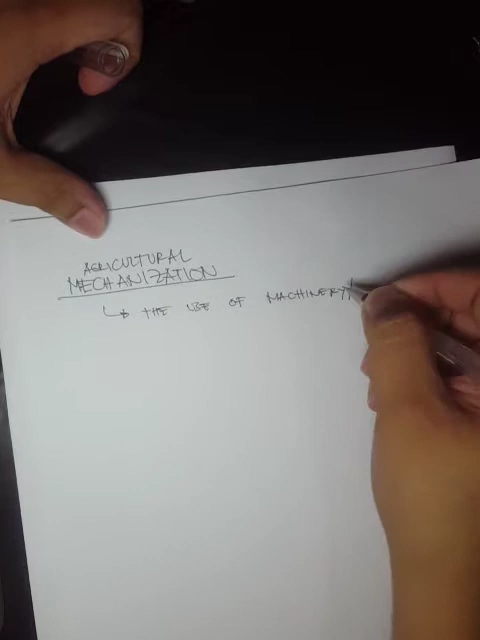 AGRICULTURAL
MECHANIZATION
↳ THE USE OF MACHINERY/